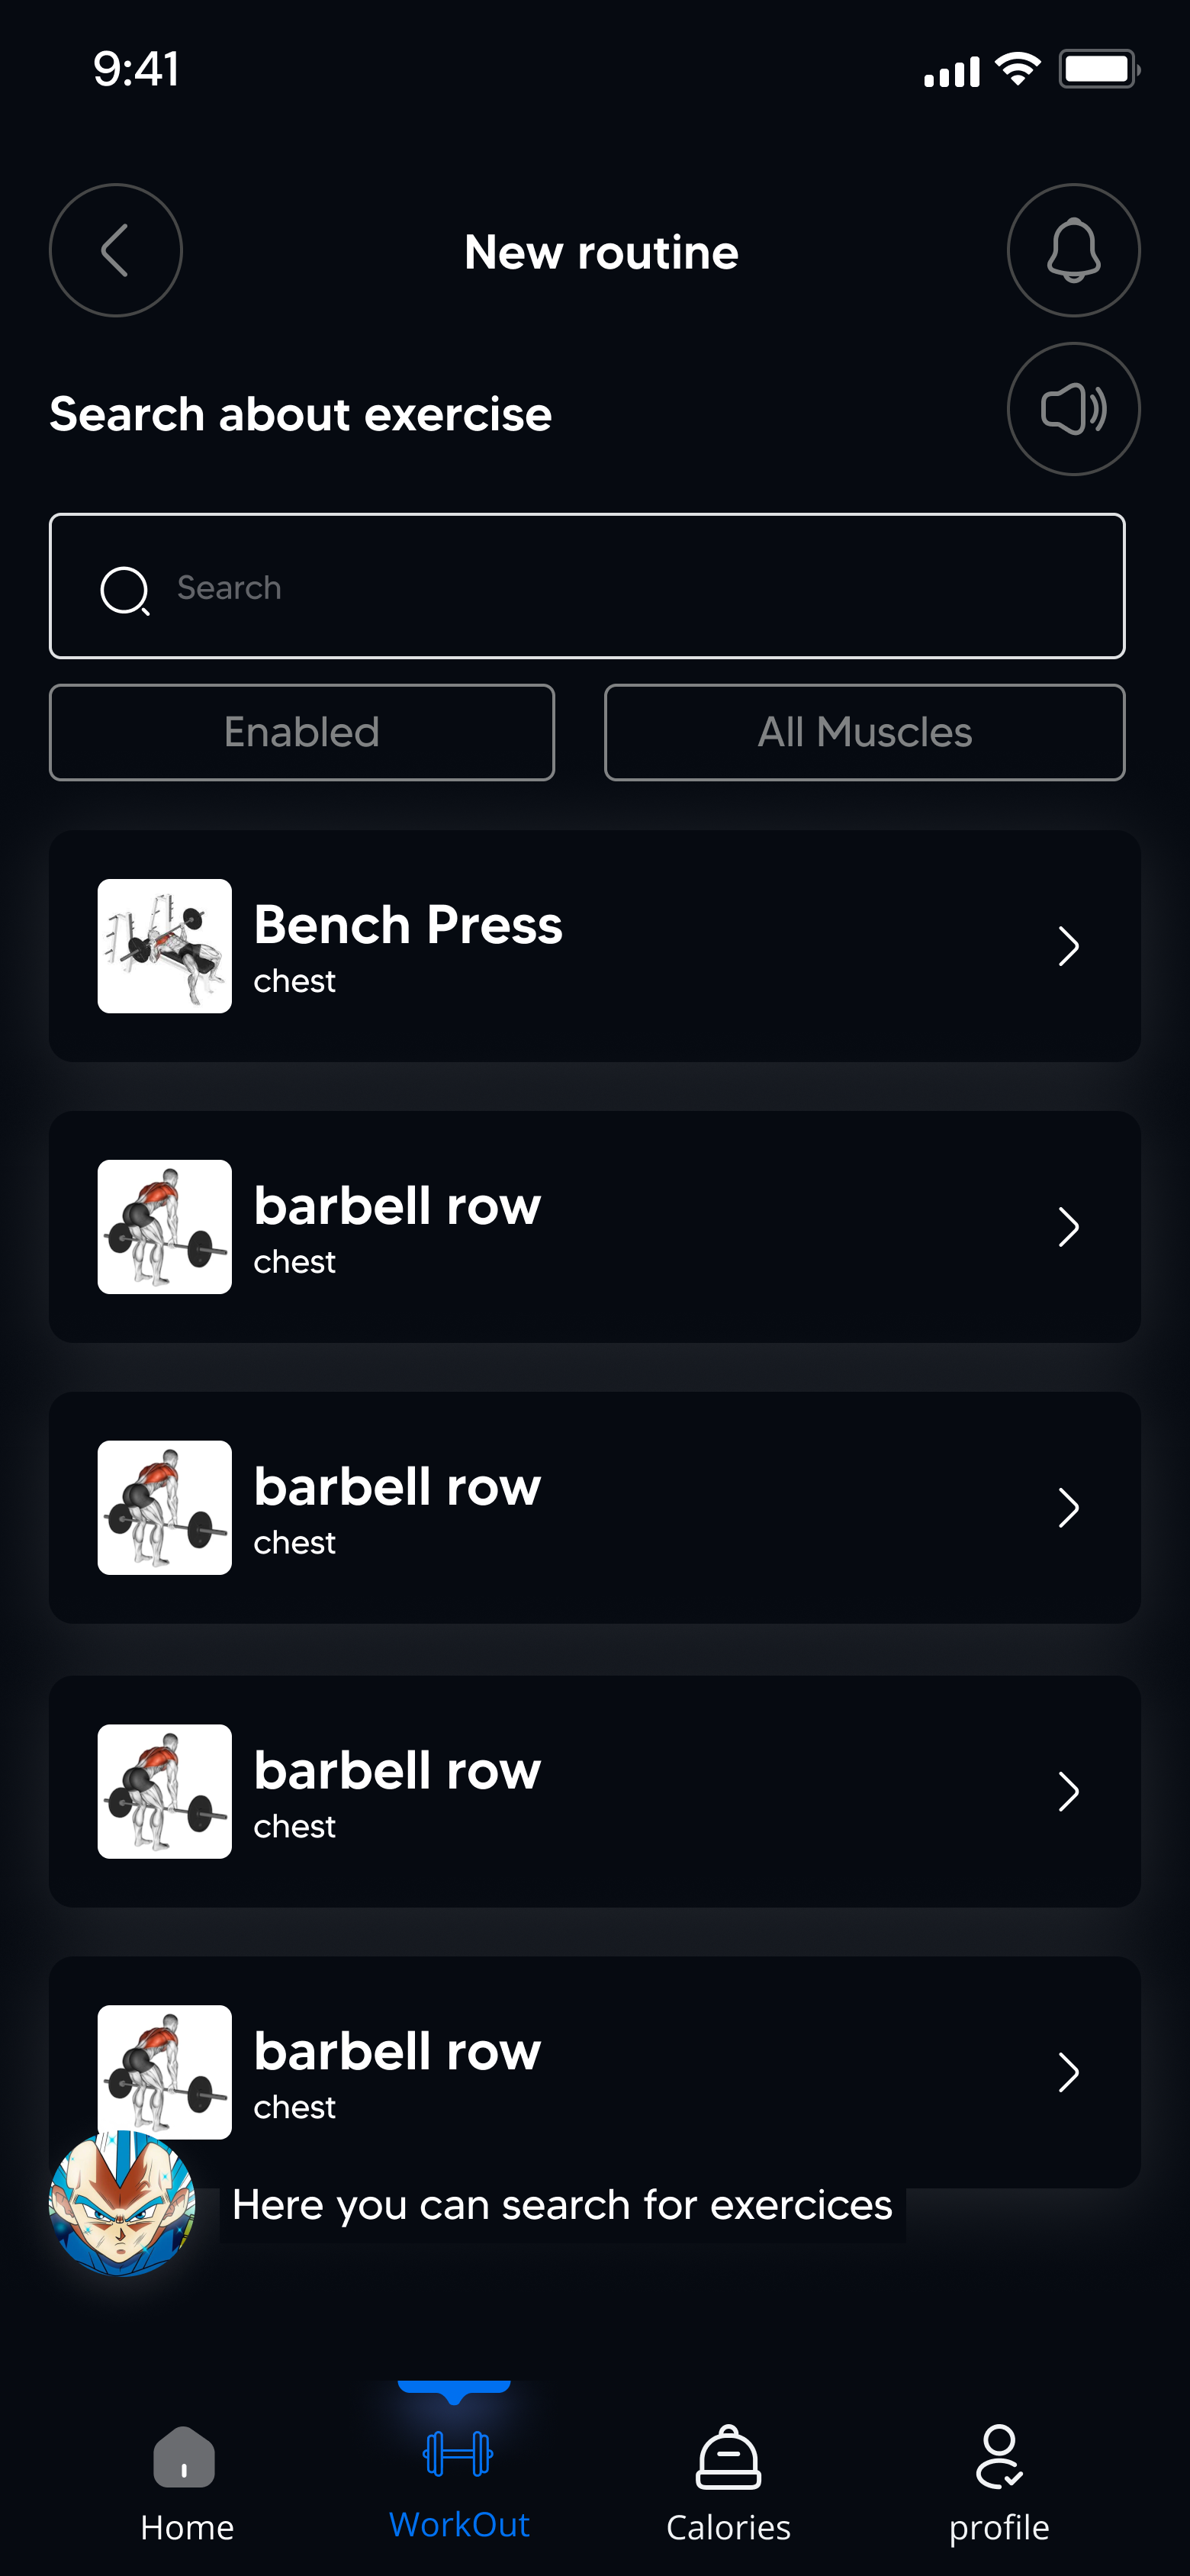 9:41
New routine
Search about exercise
Search
Enabled
All Muscles
Bench Press
chest
barbell row
chest
barbell row
chest
barbell row
chest
barbell row
chest
Here you can search for exercices
Home
WorkOut
Calories
profile